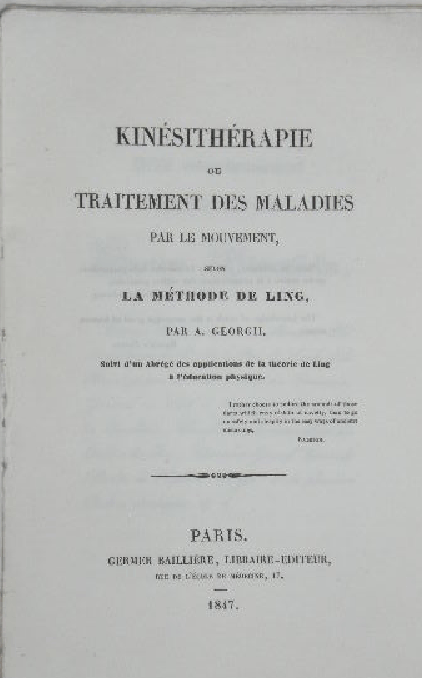 KINÉSITHÉRAPIE
OU
TRAITEMENT DES MALADIES
PAR LE MOUVEMENT,
SELON
LA MÉTHODE DE LING,
PAR A. GEORGII.
Suivi d'un Abrégé des applications de la théorie de Ling
à l'éducation physique.
PARIS.
GERMER BAILLIÈRE, LIBRAIRE-ÉDITEUR,
RUE DE L'ÉCOLE DE MÉDECINE, 17.
1847.